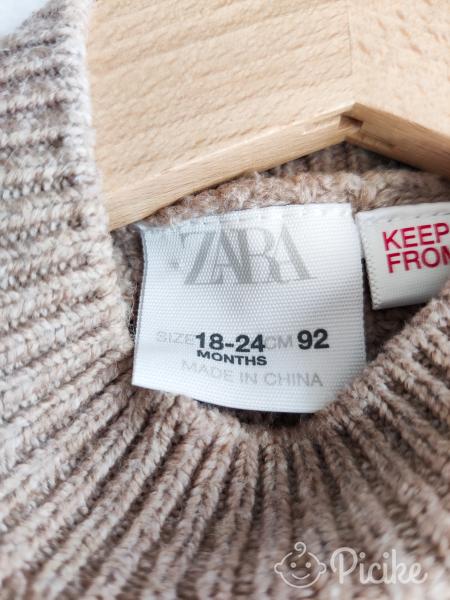 ZARA
SIZE 18-24 CM 92
MONTHS
MADE IN CHINA
KEEP
FROM
Picike